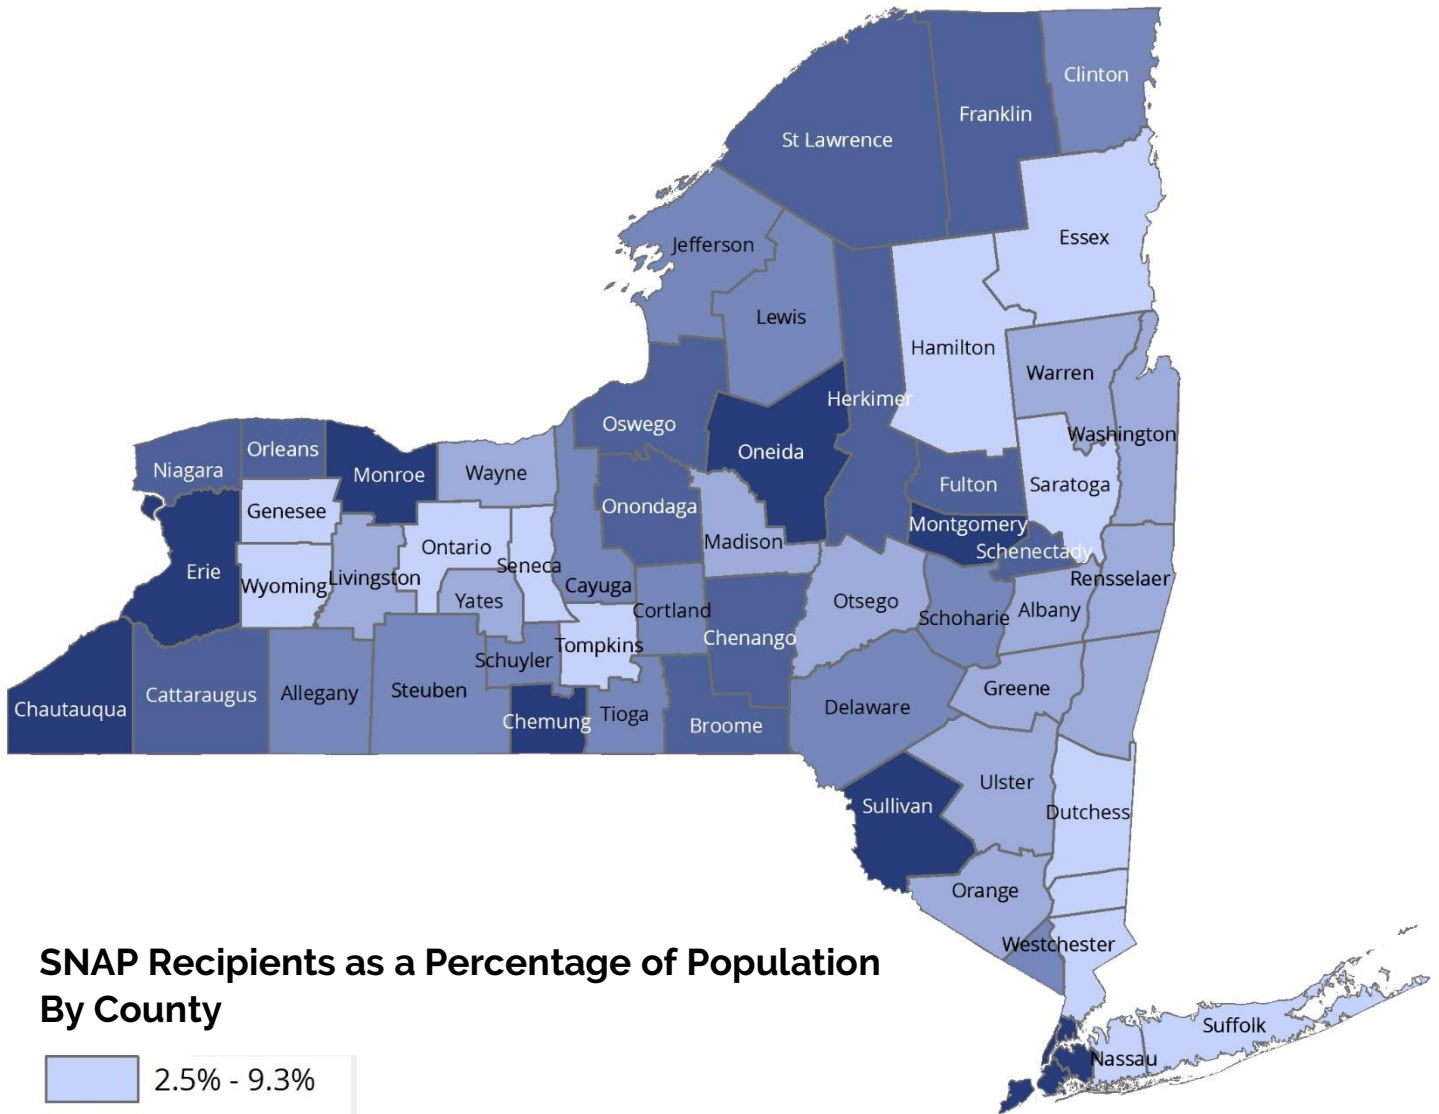 Clinton
Franklin
St Lawrence
Essex
Jefferson
Lewis
Hamilton
Warren
Herkimer
Oswego
Washington
Oneida
Orleans
Niagara
Monroe
Wayne
Fulton
Saratoga
Genesee
Onondaga
Montgomery
Madison
Ontario
Schenectady
Seneca
Erie
Livingston
Rensselaer
Wyoming
Cayuga
Yates
Otsego
Cortland
Albany
Schoharie
Chenango
Tompkins
Schuyler
Greene
Steuben
Allegany
Cattaraugus
Delaware
Chautauqua
Tioga
Chemung
Broome
Ulster
Sullivan
Dutchess
Orange
Westchester
SNAP Recipients as a Percentage of Population
By County
Suffolk
Nassau
2.5% - 9.3%